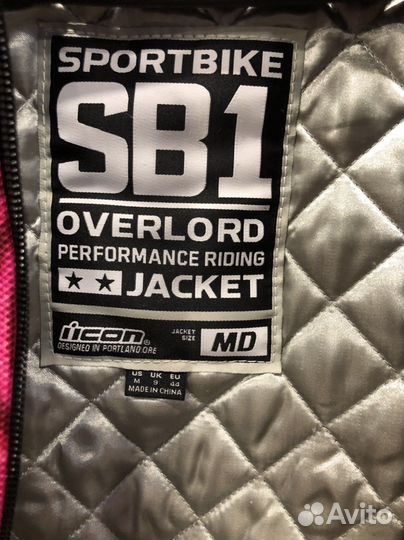 SPORTBIKE
SB1
OVERLORD
PERFORMANCE RIDING
★★ JACKET
icon® JACKET SIZE MD
DESIGNED IN PORTLAND.ORE
US UK EU
M 9 44
MADE IN CHINA
Avito